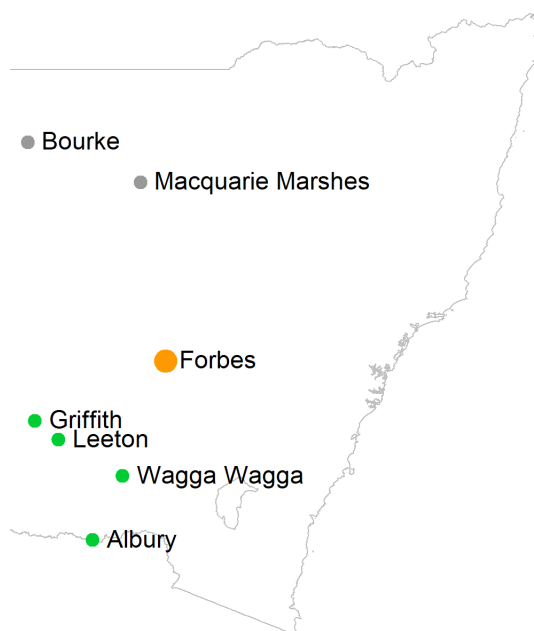 Bourke
Macquarie Marshes
Forbes
Griffith
Leeton
Wagga Wagga
Albury